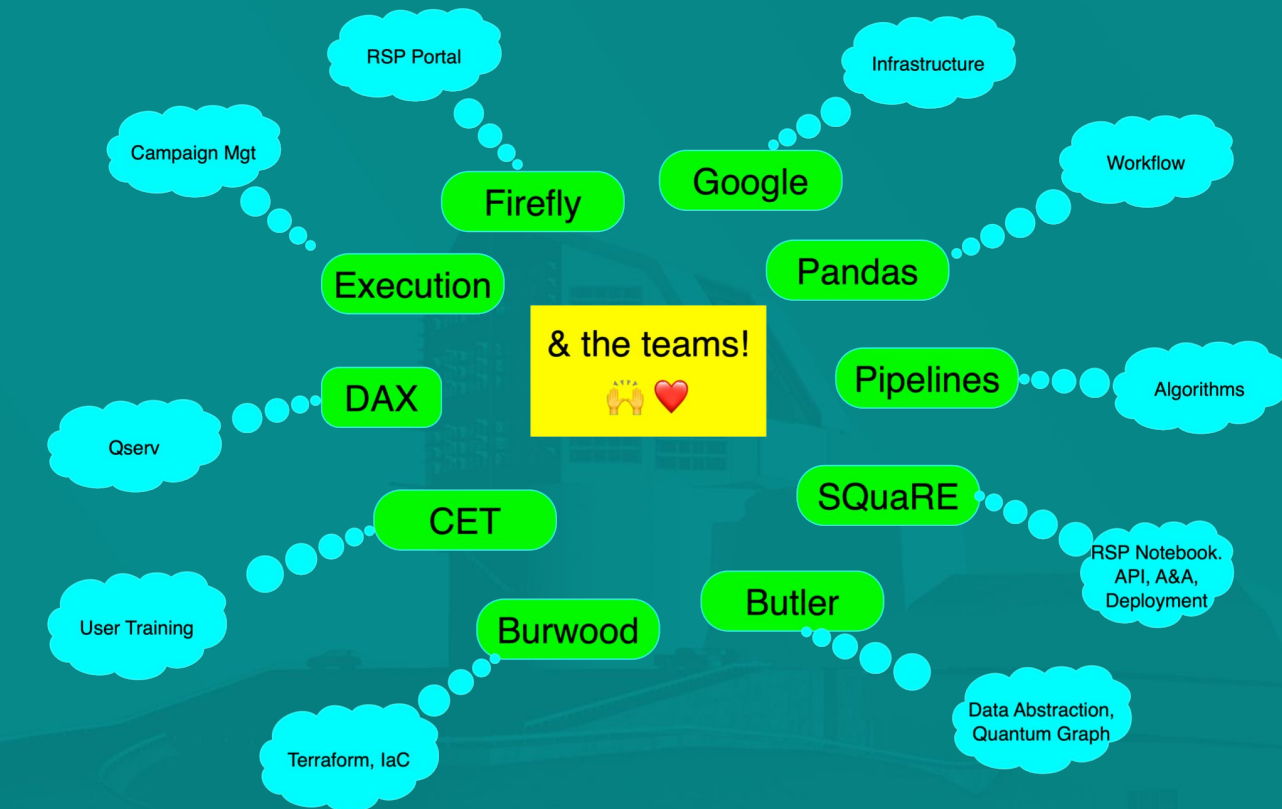 RSP Portal
Infrastructure
Campaign Mgt
Workflow
Firefly
Google
Execution
Pandas
& the teams!
🙌 ❤️
DAX
Pipelines
Algorithms
Qserv
CET
SQuaRE
RSP Notebook.
API, A&A,
Deployment
User Training
Burwood
Butler
Data Abstraction,
Quantum Graph
Terraform, IaC